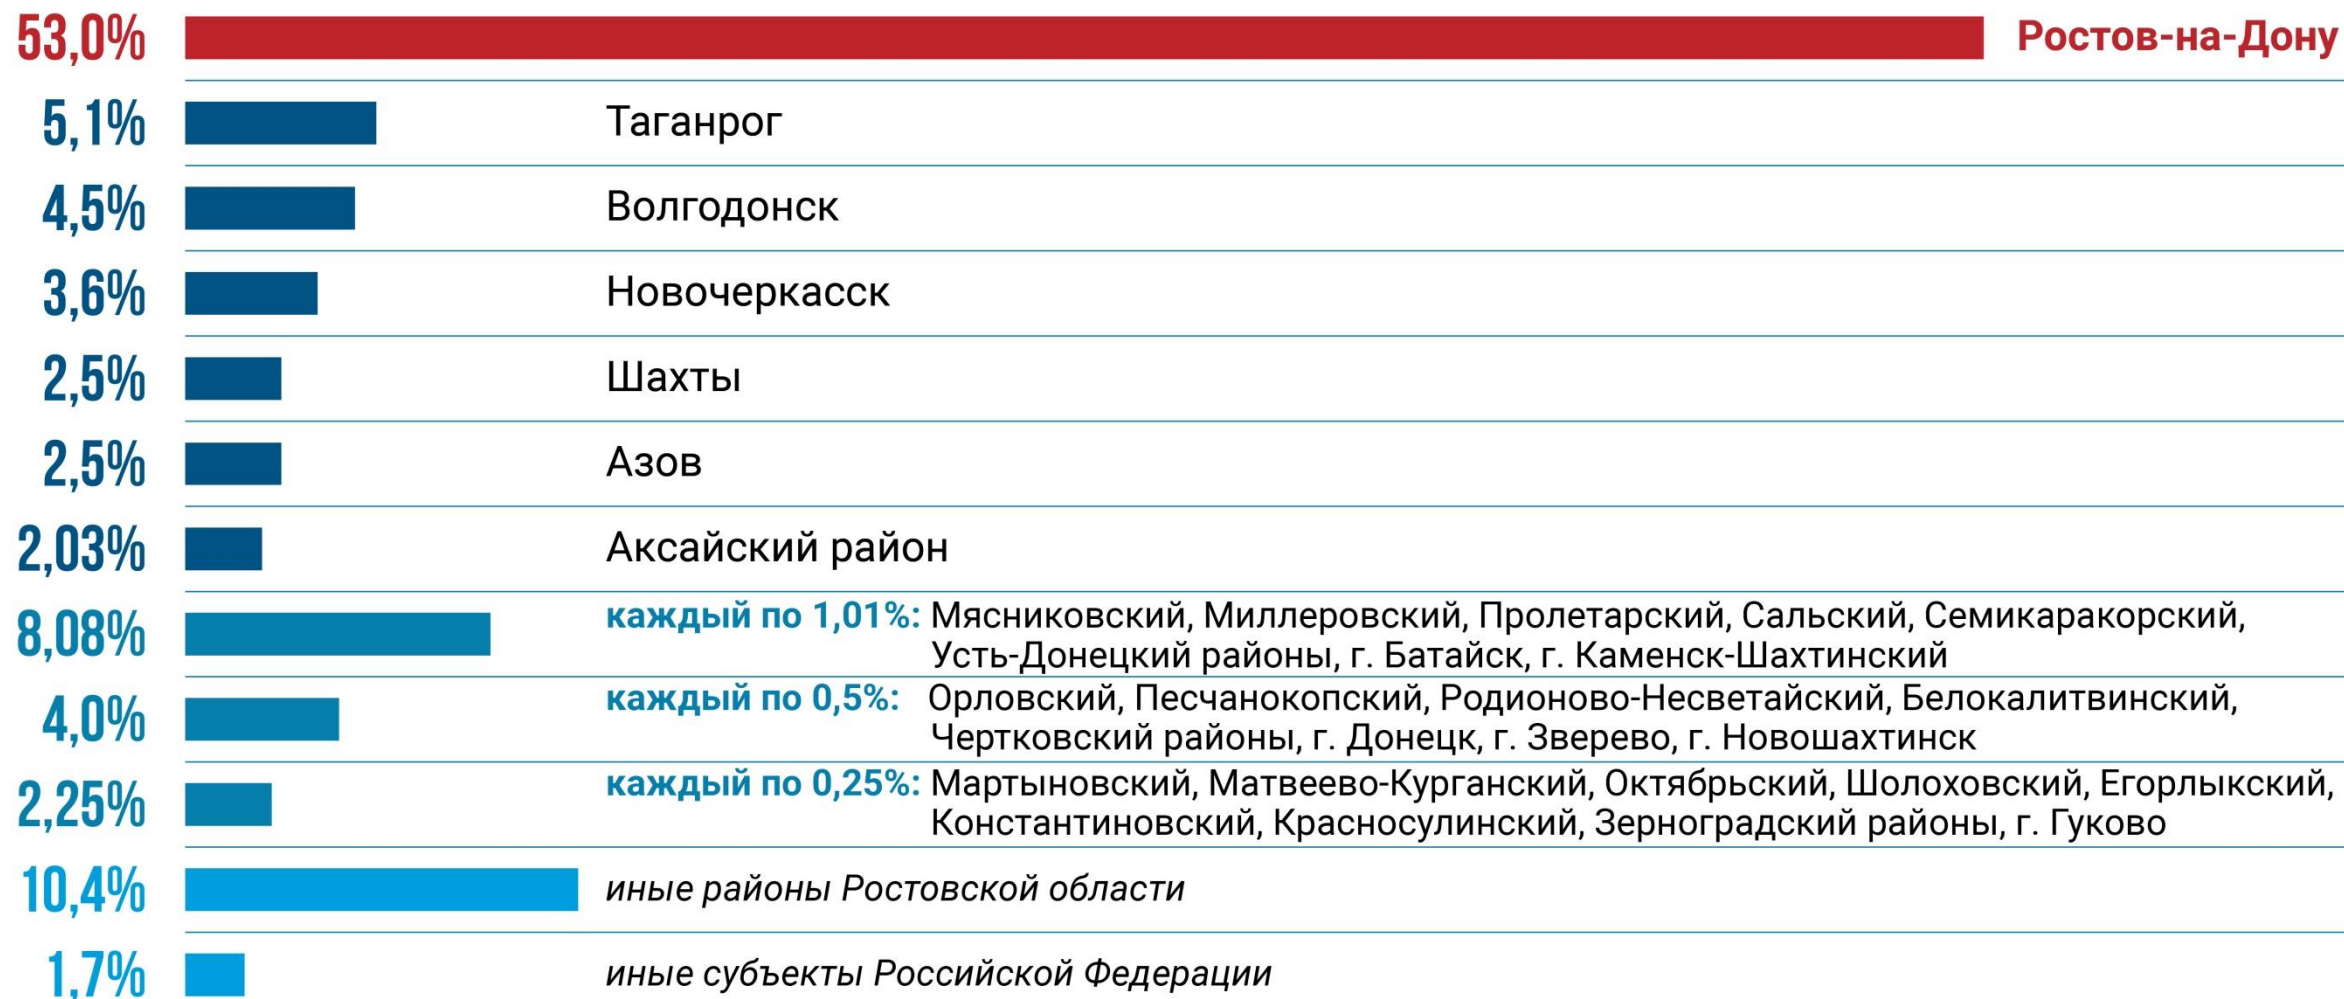 53,0% Ростов-на-Дону
5,1% Таганрог
4,5% Волгодонск
3,6% Новочеркасск
2,5% Шахты
2,5% Азов
2,03% Аксайский район
8,08% каждый по 1,01%: Мясниковский, Миллеровский, Пролетарский, Сальский, Семикаракорский,
Усть-Донецкий районы, г. Батайск, г. Каменск-Шахтинский
4,0% каждый по 0,5%: Орловский, Песчанокопский, Родионово-Несветайский, Белокалитвинский,
Чертковский районы, г. Донецк, г. Зверево, г. Новошахтинск
2,25% каждый по 0,25%: Мартыновский, Матвеево-Курганский, Октябрьский, Шолоховский, Егорлыкский,
Константиновский, Красносулинский, Зерноградский районы, г. Гуково
10,4% иные районы Ростовской области
1,7% иные субъекты Российской Федерации